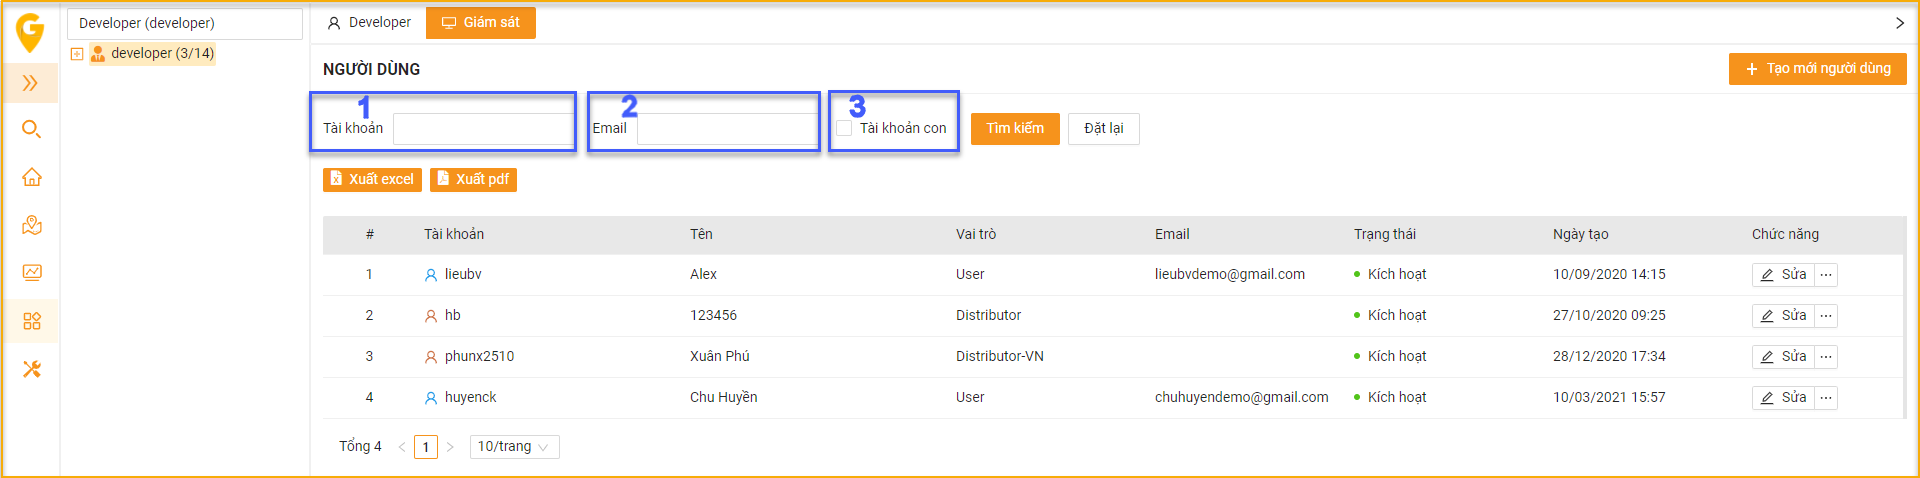 G
Developer (developer)
developer (3/14)
Developer Giám sát
NGƯỜI DÙNG
+ Tạo mới người dùng
1 2 3
Tài khoản Email Tài khoản con Tìm kiếm Đặt lại
Xuất excel Xuất pdf
# Tài khoản Tên Vai trò Email Trạng thái Ngày tạo Chức năng
1 lieubv Alex User lieubvdemo@gmail.com Kích hoạt 10/09/2020 14:15 Sửa ...
2 hb 123456 Distributor Kích hoạt 27/10/2020 09:25 Sửa ...
3 phunx2510 Xuân Phú Distributor-VN Kích hoạt 28/12/2020 17:34 Sửa ...
4 huyenck Chu Huyền User chuhuyendemo@gmail.com Kích hoạt 10/03/2021 15:57 Sửa ...
Tổng 4 < 1 > 10/trang